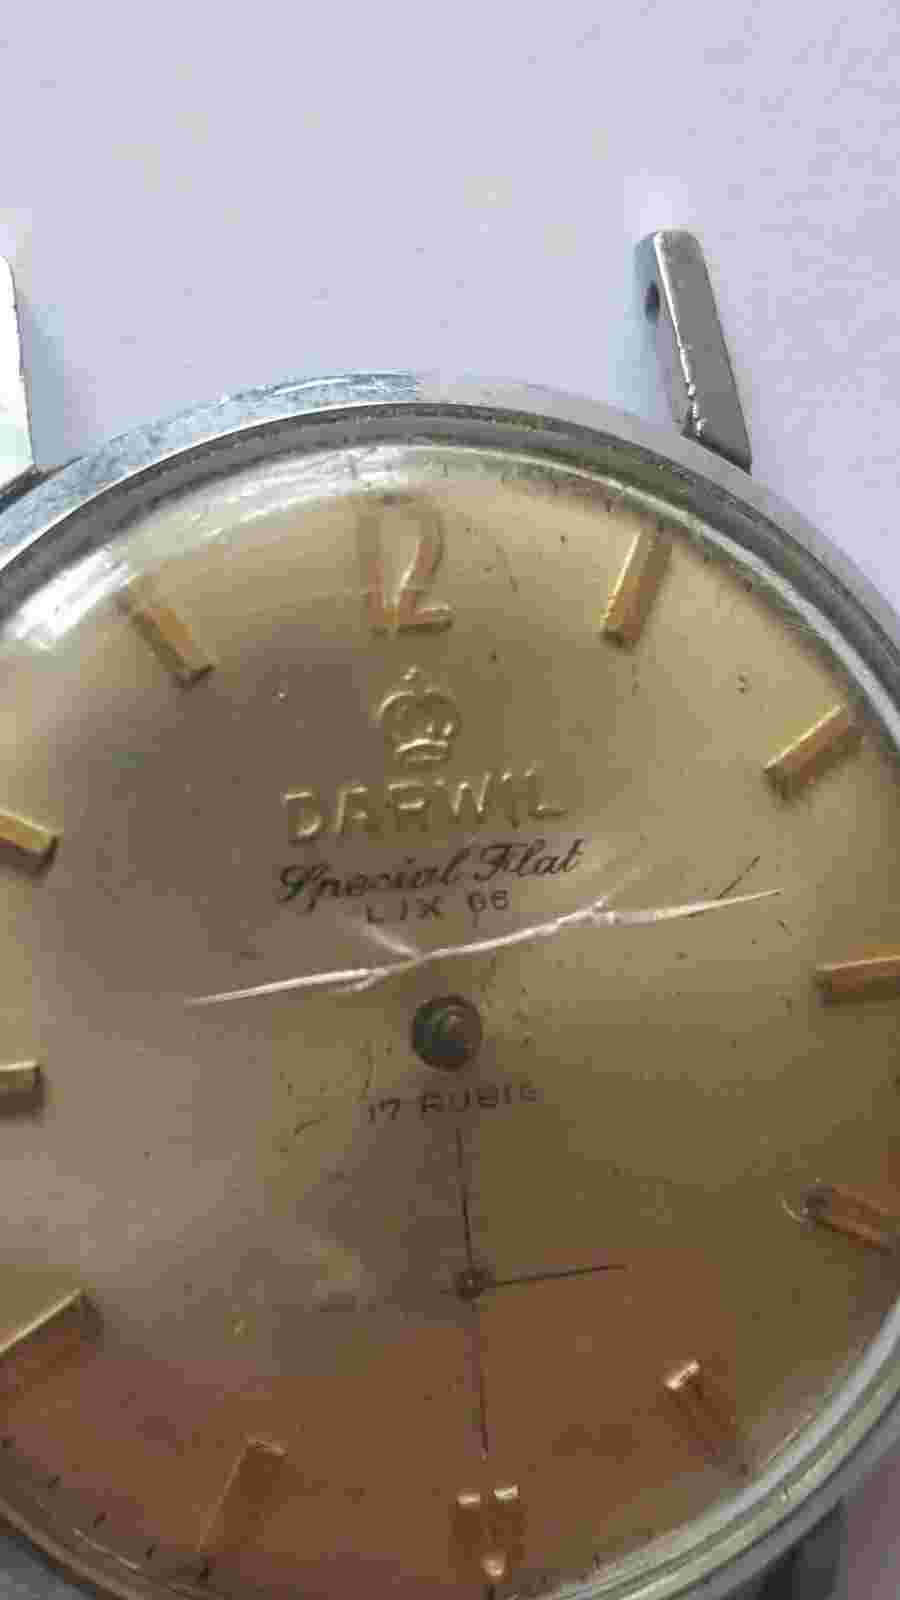 12
DARWIL
Special Flat
LIX 66
17 RUBIS